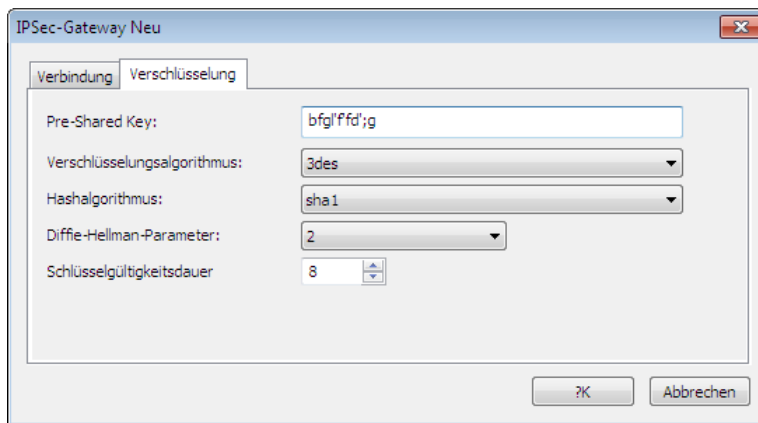 IPSec-Gateway Neu
Verbindung Verschlüsselung
Pre-Shared Key: bfgl'f'fd';g
Verschlüsselungsalgorithmus: 3des
Hashalgorithmus: sha1
Diffie-Hellman-Parameter: 2
Schlüsselgültigkeitsdauer 8
?K Abbrechen